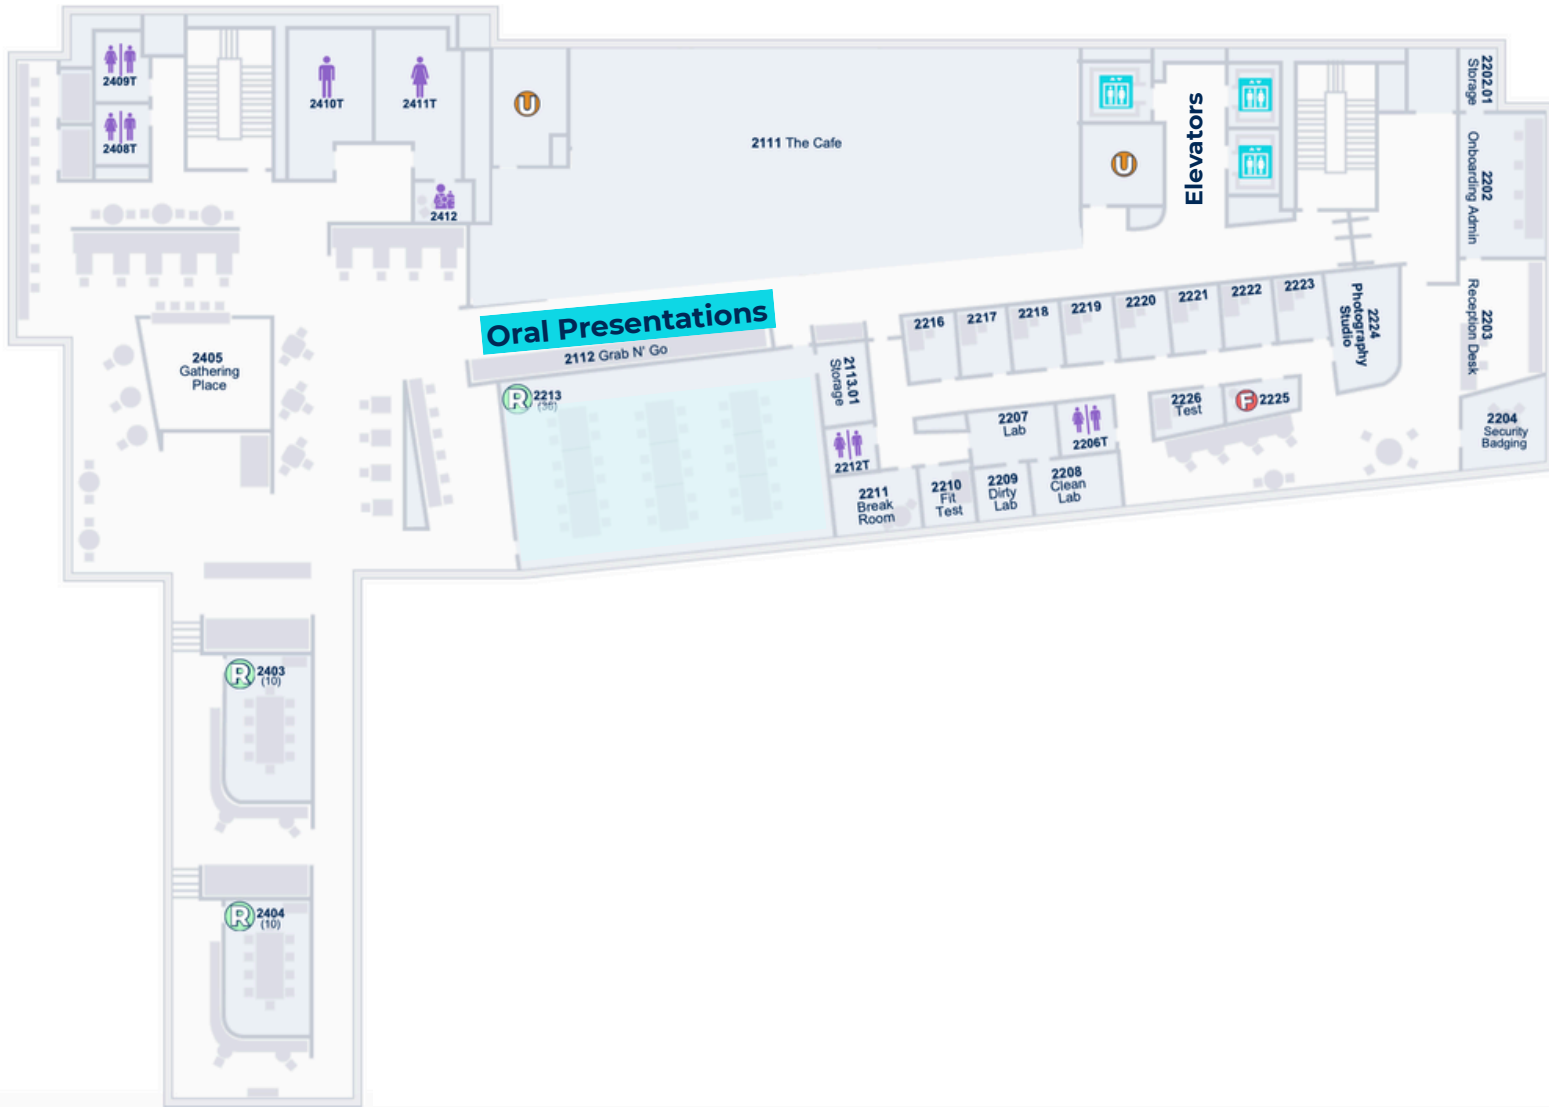 2409T
2408T
2410T
2411T
2412
U
2111 The Cafe
U
Elevators
2202.01
Storage
2202
Onboarding Admin
2203
Reception Desk
2204
Security
Badging
2405
Gathering
Place
Oral Presentations
2112 Grab N' Go
R 2213
(36)
2113.01
Storage
2212T
2211
Break
Room
2210
Fit
Test
2209
Dirty
Lab
2208
Clean
Lab
2207
Lab
2206T
2216
2217
2218
2219
2220
2221
2222
2223
2224
Photography
Studio
2226
Test
F 2225
R 2403
(10)
R 2404
(10)